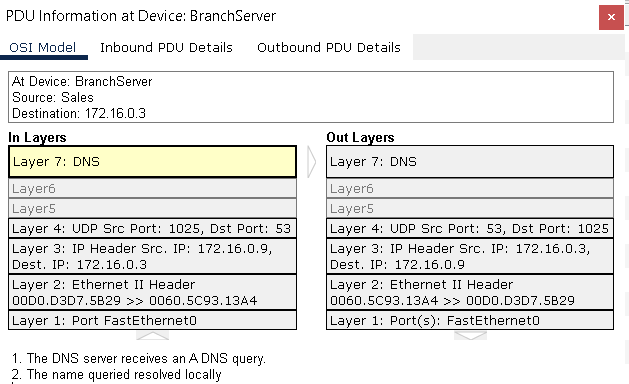 PDU Information at Device: BranchServer
OSI Model Inbound PDU Details Outbound PDU Details
At Device: BranchServer
Source: Sales
Destination: 172.16.0.3
In Layers
Layer 7: DNS
Layer6
Layer5
Layer 4: UDP Src Port: 1025, Dst Port: 53
Layer 3: IP Header Src. IP: 172.16.0.9,
Dest. IP: 172.16.0.3
Layer 2: Ethernet II Header
00D0.D3D7.5B29 >> 0060.5C93.13A4
Layer 1: Port FastEthernet0
Out Layers
Layer 7: DNS
Layer6
Layer5
Layer 4: UDP Src Port: 53, Dst Port: 1025
Layer 3: IP Header Src. IP: 172.16.0.3,
Dest. IP: 172.16.0.9
Layer 2: Ethernet II Header
0060.5C93.13A4 >> 00D0.D3D7.5B29
Layer 1: Port(s): FastEthernet0
1. The DNS server receives an A DNS query.
2. The name queried resolved locally